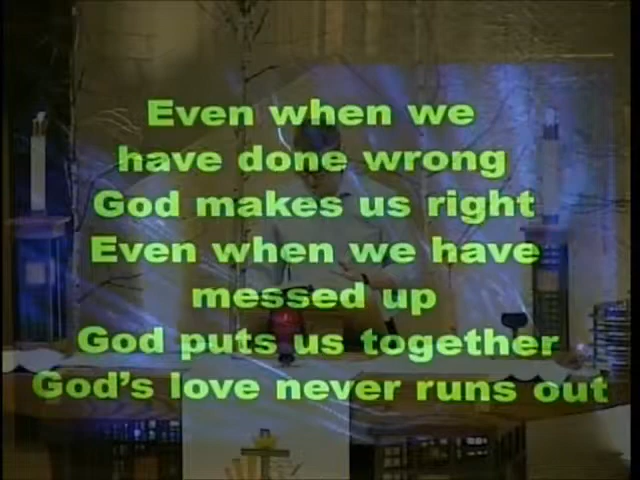 Even when we
have done wrong
God makes us right
Even when we have
messed up
God puts us together
God's love never runs out